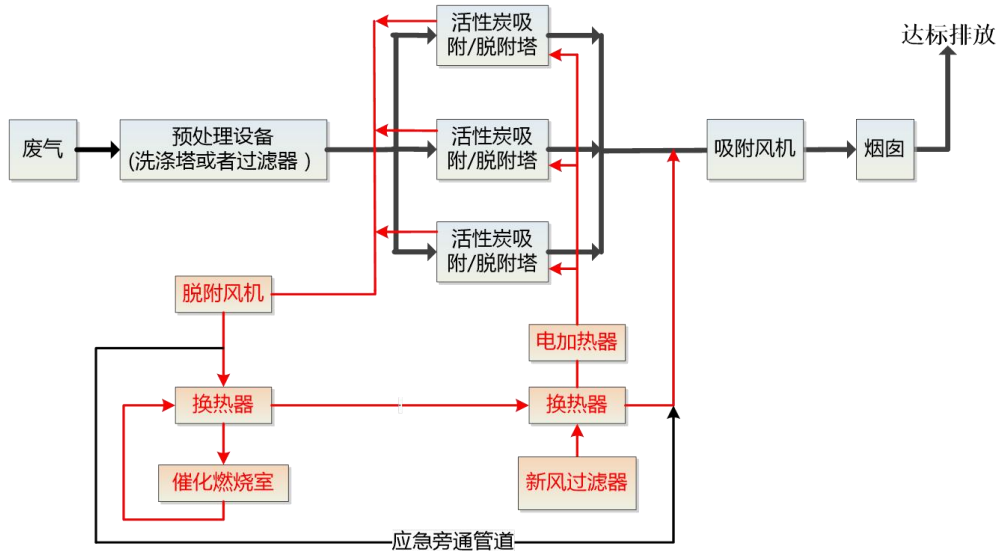 活性炭吸
附/脱附塔
达标排放
废气
预处理设备
(洗涤塔或者过滤器）
活性炭吸
附/脱附塔
吸附风机
烟囱
活性炭吸
附/脱附塔
脱附风机
电加热器
换热器
换热器
催化燃烧室
新风过滤器
应急旁通管道